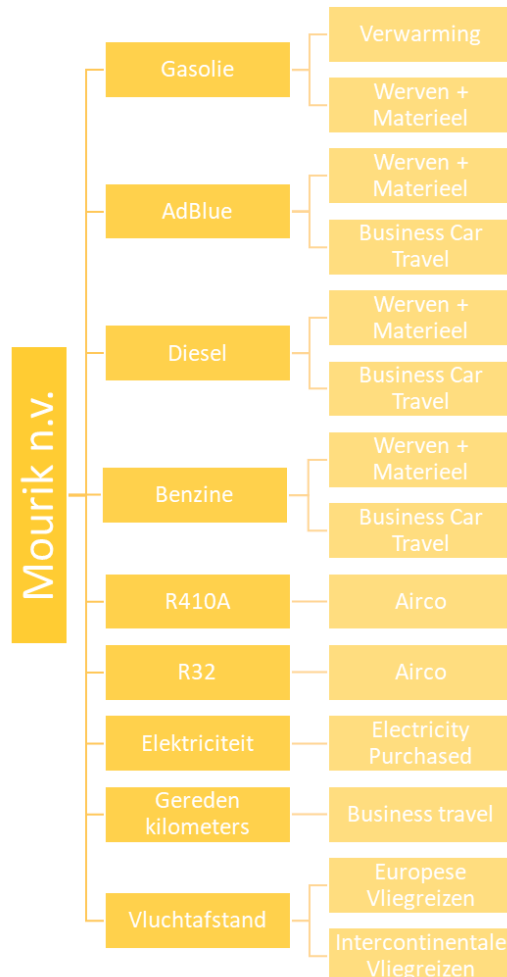 Mourik n.v.
Gasolie
Verwarming
Werven +
Materieel
AdBlue
Werven +
Materieel
Business Car
Travel
Diesel
Werven +
Materieel
Business Car
Travel
Benzine
Werven +
Materieel
Business Car
Travel
R410A
Airco
R32
Airco
Elektriciteit
Electricity
Purchased
Gereden
kilometers
Business travel
Vluchtafstand
Europese
Vliegreizen
Intercontinentale
Vliegreizen